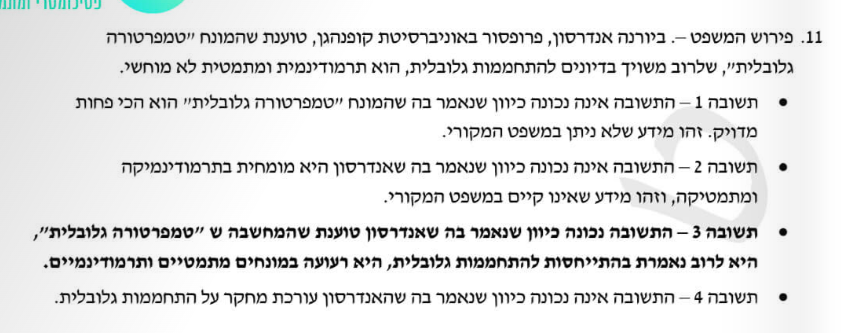 פסיכומטרי
11. פירוש המשפט –. ביורנה אנדרסון, פרופסור באוניברסיטת קופנהגן, טוענת שהמונח "טמפרטורה
גלובלית", שלרוב משויך בדיונים להתחממות גלובלית, הוא תרמודינמית ומתמטית לא מוחשי.
• תשובה 1 – התשובה אינה נכונה כיוון שנאמר בה שהמונח "טמפרטורה גלובלית" הוא הכי פחות
מדויק. זהו מידע שלא ניתן במשפט המקורי.
• תשובה 2 – התשובה אינה נכונה כיוון שנאמר בה שאנדרסון היא מומחית בתרמודינמיקה
ומתמטיקה, וזהו מידע שאינו קיים במשפט המקורי.
• תשובה 3 – התשובה נכונה כיוון שנאמר בה שאנדרסון טוענת שהמחשבה ש "טמפרטורה גלובלית",
היא לרוב נאמרת בהתייחסות להתחממות גלובלית, היא רעועה במונחים מתמטיים ותרמודינמיים.
• תשובה 4 – התשובה אינה נכונה כיוון שנאמר בה שהאנדרסון עורכת מחקר על התחממות גלובלית.